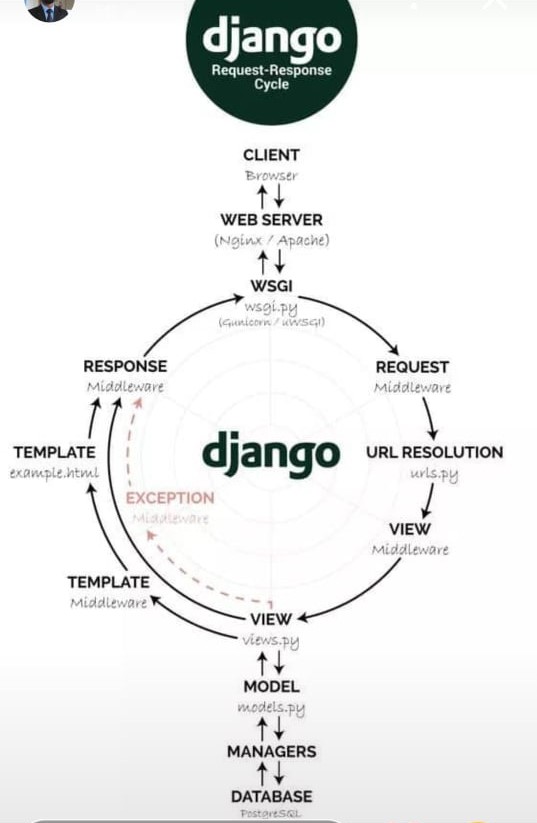 django
Request-Response
Cycle
CLIENT
Browser
WEB SERVER
(Nginx / Apache)
WSGI
wsgi.py
(Gunicorn / uWSGI)
RESPONSE
Middleware
REQUEST
Middleware
TEMPLATE
example.html
django
URL RESOLUTION
urls.py
EXCEPTION
Middleware
VIEW
Middleware
TEMPLATE
Middleware
VIEW
views.py
MODEL
models.py
MANAGERS
DATABASE
PostgreSQL